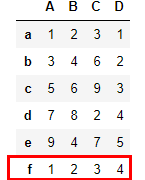 A B C D
a 1 2 3 1
b 3 4 6 2
c 5 6 9 3
d 7 8 2 4
e 9 4 7 5
f 1 2 3 4